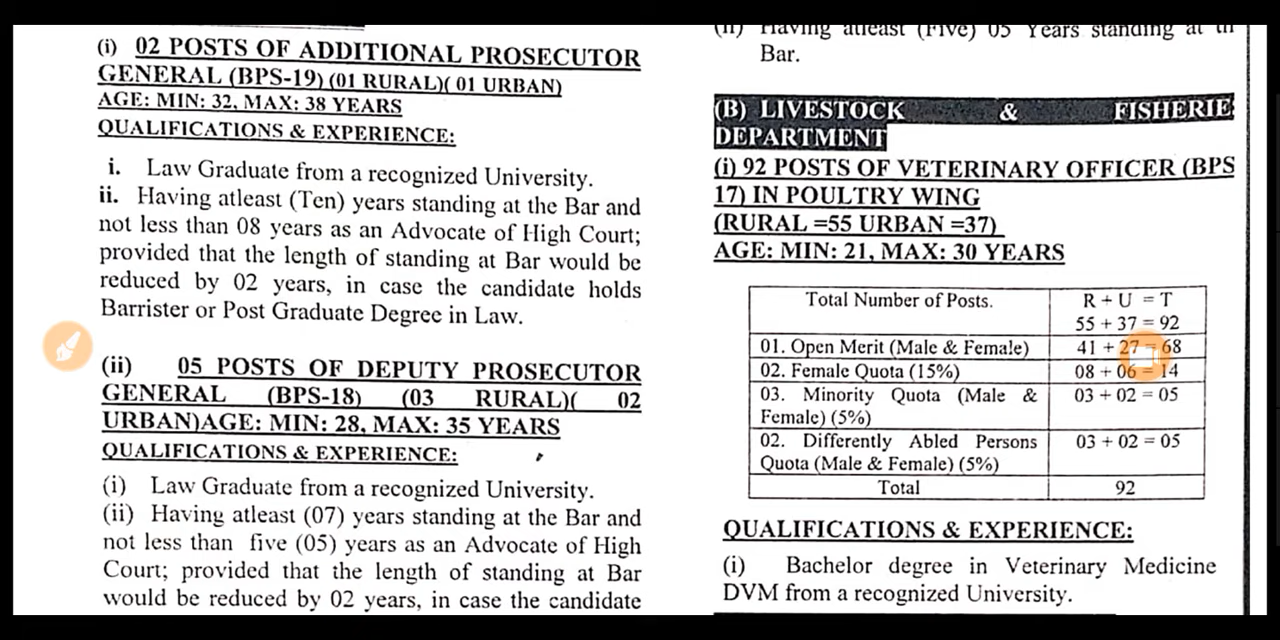 (i) 02 POSTS OF ADDITIONAL PROSECUTOR
GENERAL (BPS-19) (01 RURAL)( 01 URBAN)
AGE: MIN: 32, MAX: 38 YEARS
QUALIFICATIONS & EXPERIENCE:
i. Law Graduate from a recognized University.
ii. Having atleast (Ten) years standing at the Bar and
not less than 08 years as an Advocate of High Court;
provided that the length of standing at Bar would be
reduced by 02 years, in case the candidate holds
Barrister or Post Graduate Degree in Law.
(ii) 05 POSTS OF DEPUTY PROSECUTOR
GENERAL (BPS-18) (03 RURAL)( 02
URBAN)AGE: MIN: 28, MAX: 35 YEARS
QUALIFICATIONS & EXPERIENCE:
(i) Law Graduate from a recognized University.
(ii) Having atleast (07) years standing at the Bar and
not less than five (05) years as an Advocate of High
Court; provided that the length of standing at Bar
would be reduced by 02 years, in case the candidate
(ii) Having atleast (Five) 05 Years standing at th
Bar.
(B) LIVESTOCK & FISHERIE
DEPARTMENT
(i) 92 POSTS OF VETERINARY OFFICER (BPS
17) IN POULTRY WING
(RURAL =55 URBAN =37)
AGE: MIN: 21, MAX: 30 YEARS
Total Number of Posts. R + U = T
55 + 37 = 92
01. Open Merit (Male & Female) 41 + 27 = 68
02. Female Quota (15%) 08 + 06 = 14
03. Minority Quota (Male & 03 + 02 = 05
Female) (5%)
02. Differently Abled Persons 03 + 02 = 05
Quota (Male & Female) (5%)
Total 92
QUALIFICATIONS & EXPERIENCE:
(i) Bachelor degree in Veterinary Medicine
DVM from a recognized University.